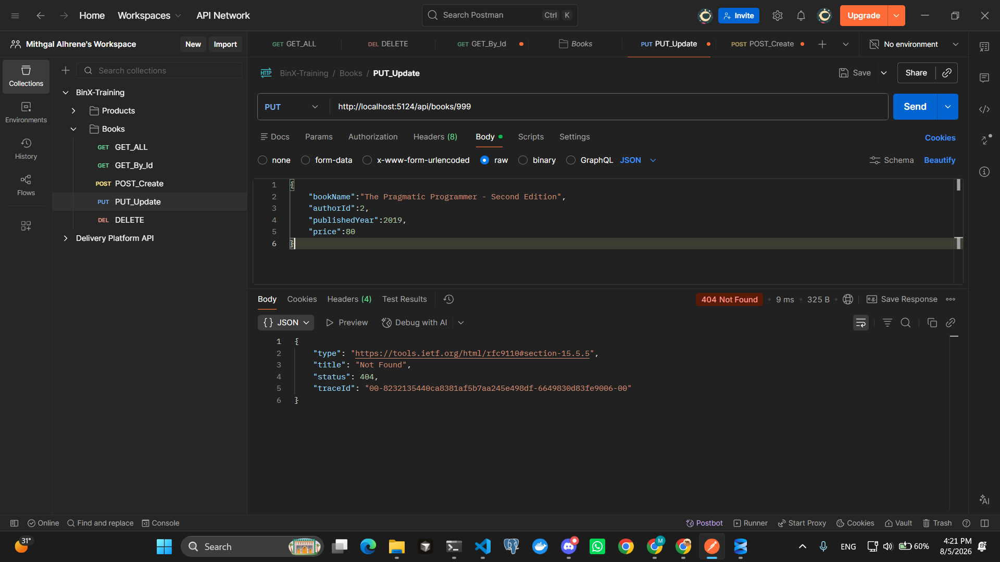 Home
Workspaces
API Network
Search Postman
Ctrl K
Invite
Upgrade
Mithgal Alhrene's Workspace
New
Import
GET GET_ALL
DEL DELETE
GET GET_By_Id
Books
PUT PUT_Update
POST POST_Create
No environment
Collections
Environments
History
Flows
Search collections
BinX-Training
Products
Books
GET GET_ALL
GET GET_By_Id
POST POST_Create
PUT PUT_Update
DEL DELETE
Delivery Platform API
HTTP BinX-Training / Books / PUT_Update
Save
Share
PUT
http://localhost:5124/api/books/999
Send
Docs
Params
Authorization
Headers (8)
Body
Scripts
Settings
Cookies
none
form-data
x-www-form-urlencoded
raw
binary
GraphQL
JSON
Schema
Beautify
1 {
2 "bookName":"The Pragmatic Programmer - Second Edition",
3 "authorId":2,
4 "publishedYear":2019,
5 "price":80
6 }
Body
Cookies
Headers (4)
Test Results
404 Not Found
9 ms
325 B
e.g. Save Response
{} JSON
Preview
Debug with AI
1 {
2 "type": "https://tools.ietf.org/html/rfc9110#section-15.5.5",
3 "title": "Not Found",
4 "status": 404,
5 "traceId": "00-8232135440ca8381af5b7aa245e498df-6649830d83fe9006-00"
6 }
AI
Online
Find and replace
Console
Postbot
Runner
Start Proxy
Cookies
Vault
Trash
31°
Search
M
ENG
60%
4:21 PM
8/5/2026